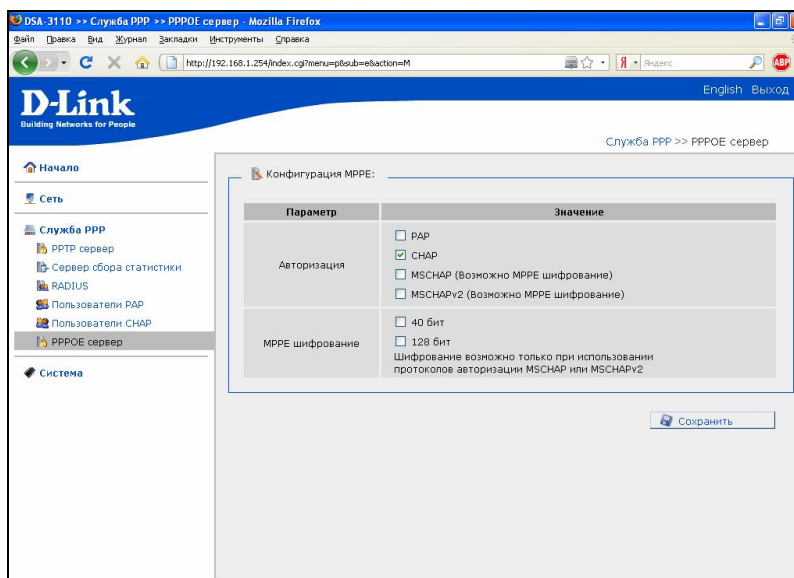 DSA-3110 >> Служба PPP >> PPPOE сервер - Mozilla Firefox
Файл Правка Вид Журнал Закладки Инструменты Справка
http://192.168.1.254/index.cgi?menu=p&sub=e&action=M
Я Яндекс
ABP
English Выход
D-Link
Building Networks for People
Служба PPP >> PPPOE сервер
Начало
Сеть
Служба PPP
PPTP сервер
Сервер сбора статистики
RADIUS
Пользователи PAP
Пользователи CHAP
PPPOE сервер
Система
Конфигурация MPPE:
Параметр Значение
Авторизация
PAP
CHAP
MSCHAP (Возможно MPPE шифрование)
MSCHAPv2 (Возможно MPPE шифрование)
MPPE шифрование
40 бит
128 бит
Шифрование возможно только при использовании
протоколов авторизации MSCHAP или MSCHAPv2
Сохранить